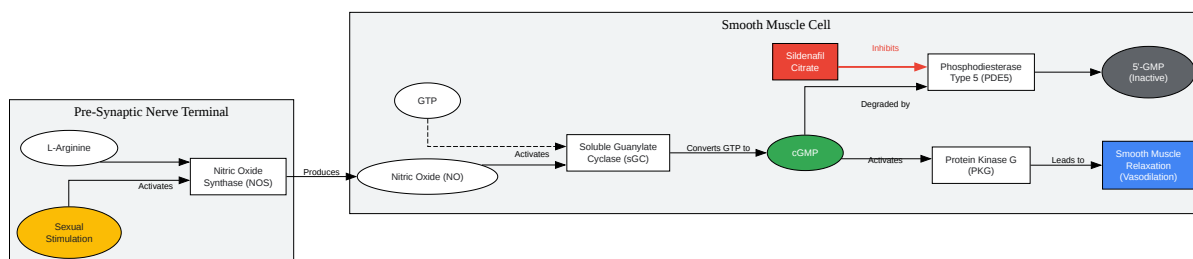 Smooth Muscle Cell
Sildenafil
Citrate
Inhibits
Phosphodiesterase
Type 5 (PDE5)
5'-GMP
(Inactive)
Degraded by
Pre-Synaptic Nerve Terminal
GTP
L-Arginine
Nitric Oxide
Synthase (NOS)
Activates
Produces
Nitric Oxide (NO)
Activates
Soluble Guanylate
Cyclase (sGC)
Converts GTP to
cGMP
Activates
Protein Kinase G
(PKG)
Leads to
Smooth Muscle
Relaxation
(Vasodilation)
Sexual
Stimulation